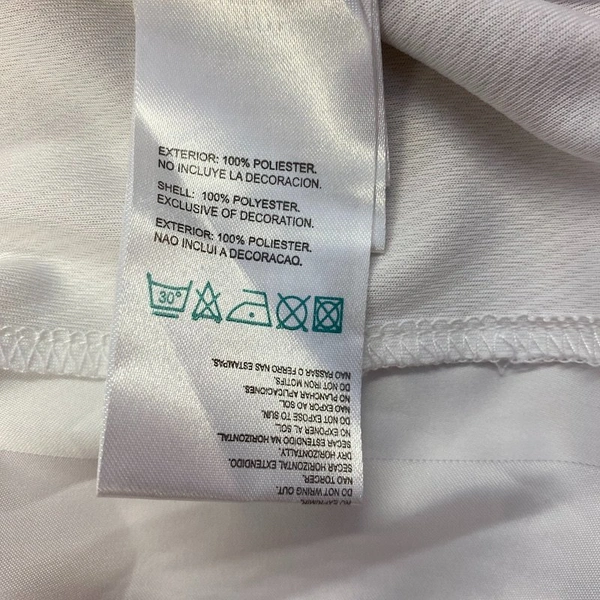 EXTERIOR: 100% POLIESTER.
NO INCLUYE LA DECORACION.
SHELL: 100% POLYESTER.
EXCLUSIVE OF DECORATION.
EXTERIOR: 100% POLIESTER.
NAO INCLUI A DECORACAO.
30°
DO NOT WRING OUT.
NAO TORCER.
SECAR HORIZONTAL EXTENDIDO.
DRY HORIZONTALLY.
SECAR ESTENDIDO NA HORIZONTAL
NO EXPONER AL SOL.
DO NOT EXPOSE TO SUN.
NÃO EXPOR AO SOL.
NO PLANCHAR APLICACIONES.
DO NOT IRON MOTIFS.
NÃO PASSAR O FERRO NAS ESTAMPAS.